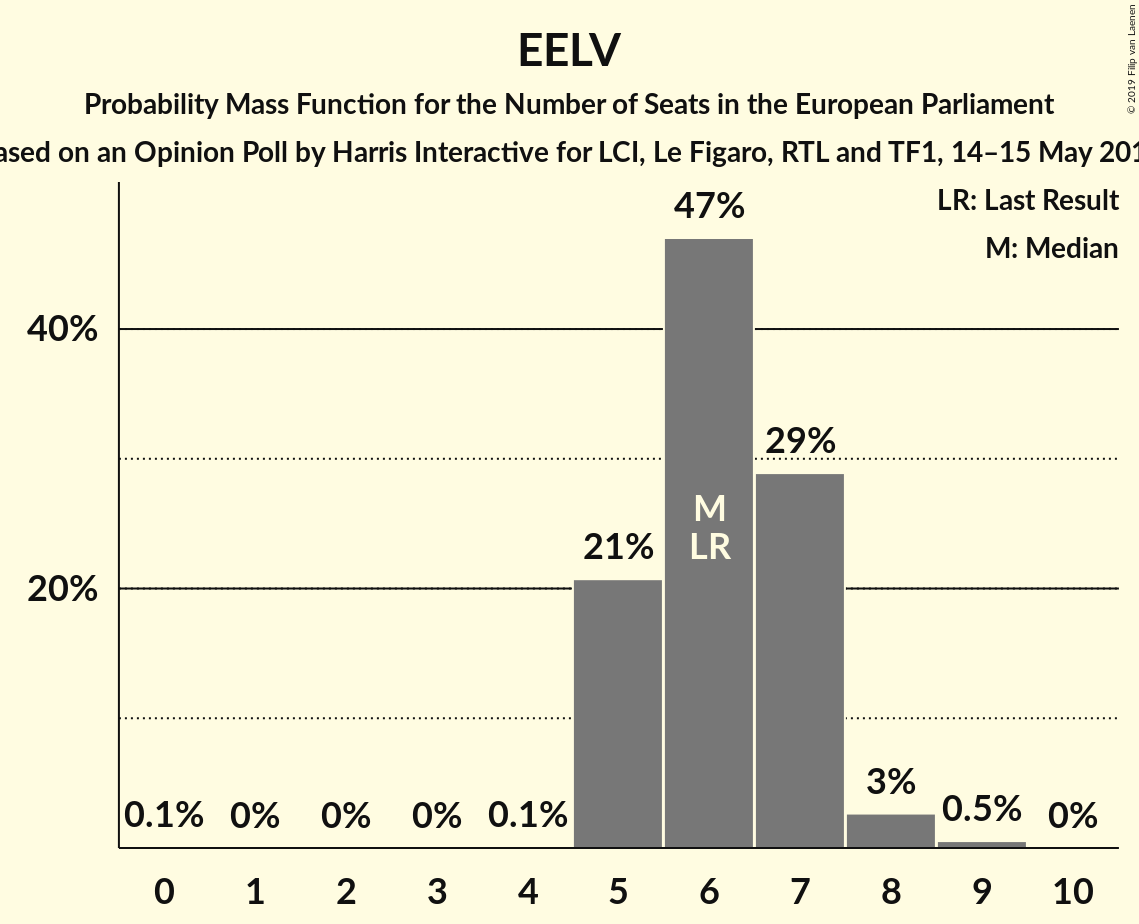 EELV
Probability Mass Function for the Number of Seats in the European Parliament
on an Opinion Poll by Harris Interactive for LCI, Le Figaro, RTL and TF1, 14–15 May
© 2019 Filip van Laenen
LR: Last Result
M: Median
47%
40%
29%
M
LR
21%
20%
3%
0.1% 0% 0% 0% 0.1% 0.5% 0%
0 1 2 3 4 5 6 7 8 9 10